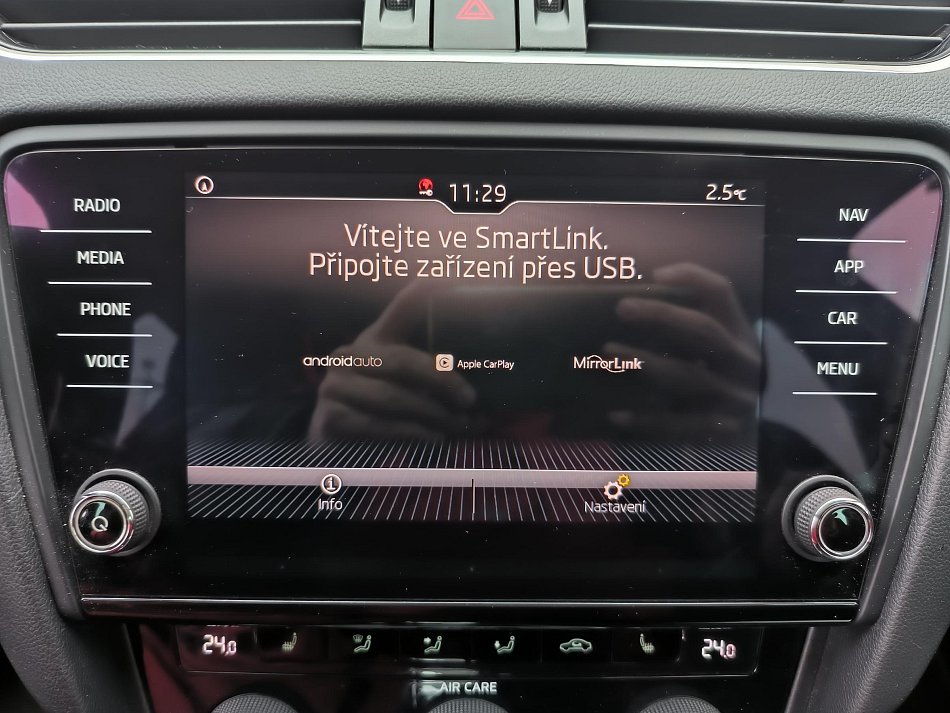 11:29
2.5°C
RADIO
MEDIA
PHONE
VOICE
Vítejte ve SmartLink.
Připojte zařízení přes USB.
androidauto
Apple CarPlay
MirrorLink
Info
Nastavení
NAV
APP
CAR
MENU
24.0
24.0
AIR CARE